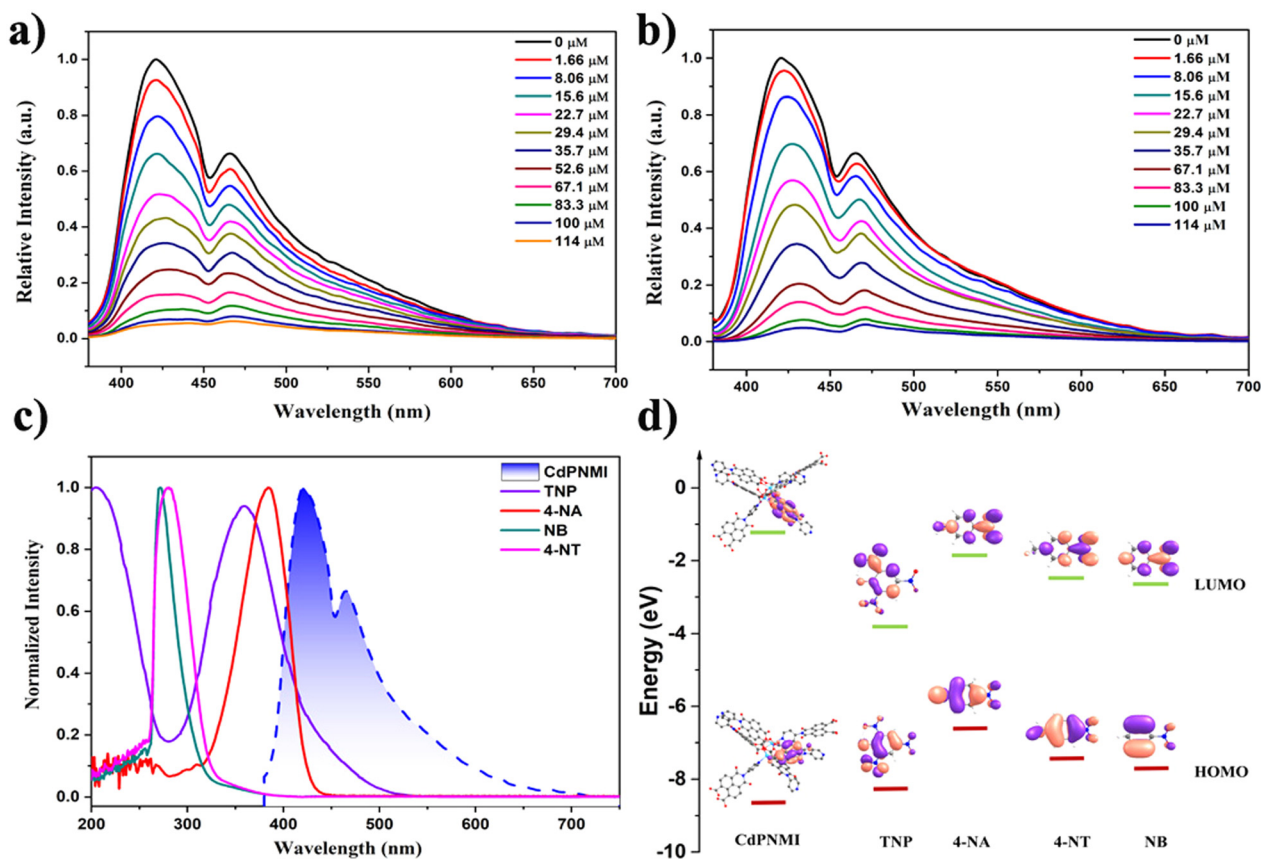 a)
1.0
0.8
0.6
0.4
0.2
0.0
Relative Intensity (a.u.)
400 450 500 550 600 650 700
Wavelength (nm)
0 μM
1.66 μM
8.06 μM
15.6 μM
22.7 μM
29.4 μM
35.7 μM
52.6 μM
67.1 μM
83.3 μM
100 μM
114 μM
b)
1.0
0.8
0.6
0.4
0.2
0.0
Relative Intensity (a.u.)
400 450 500 550 600 650 700
Wavelength (nm)
0 μM
1.66 μM
8.06 μM
15.6 μM
22.7 μM
29.4 μM
35.7 μM
67.1 μM
83.3 μM
100 μM
114 μM
c)
1.0
0.8
0.6
0.4
0.2
0.0
Normalized Intensity
200 300 400 500 600 700
Wavelength (nm)
CdPNMI
TNP
4-NA
NB
4-NT
d)
0
-2
-4
-6
-8
-10
Energy (eV)
LUMO
HOMO
CdPNMI TNP 4-NA 4-NT NB